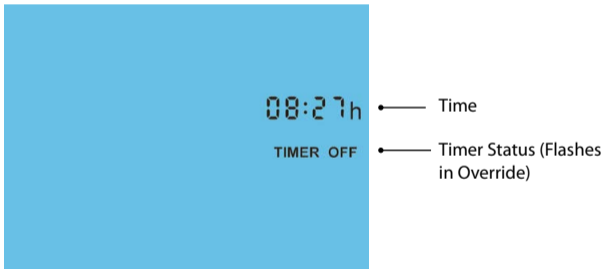 08:27h
Time
TIMER OFF
Timer Status (Flashes
in Override)